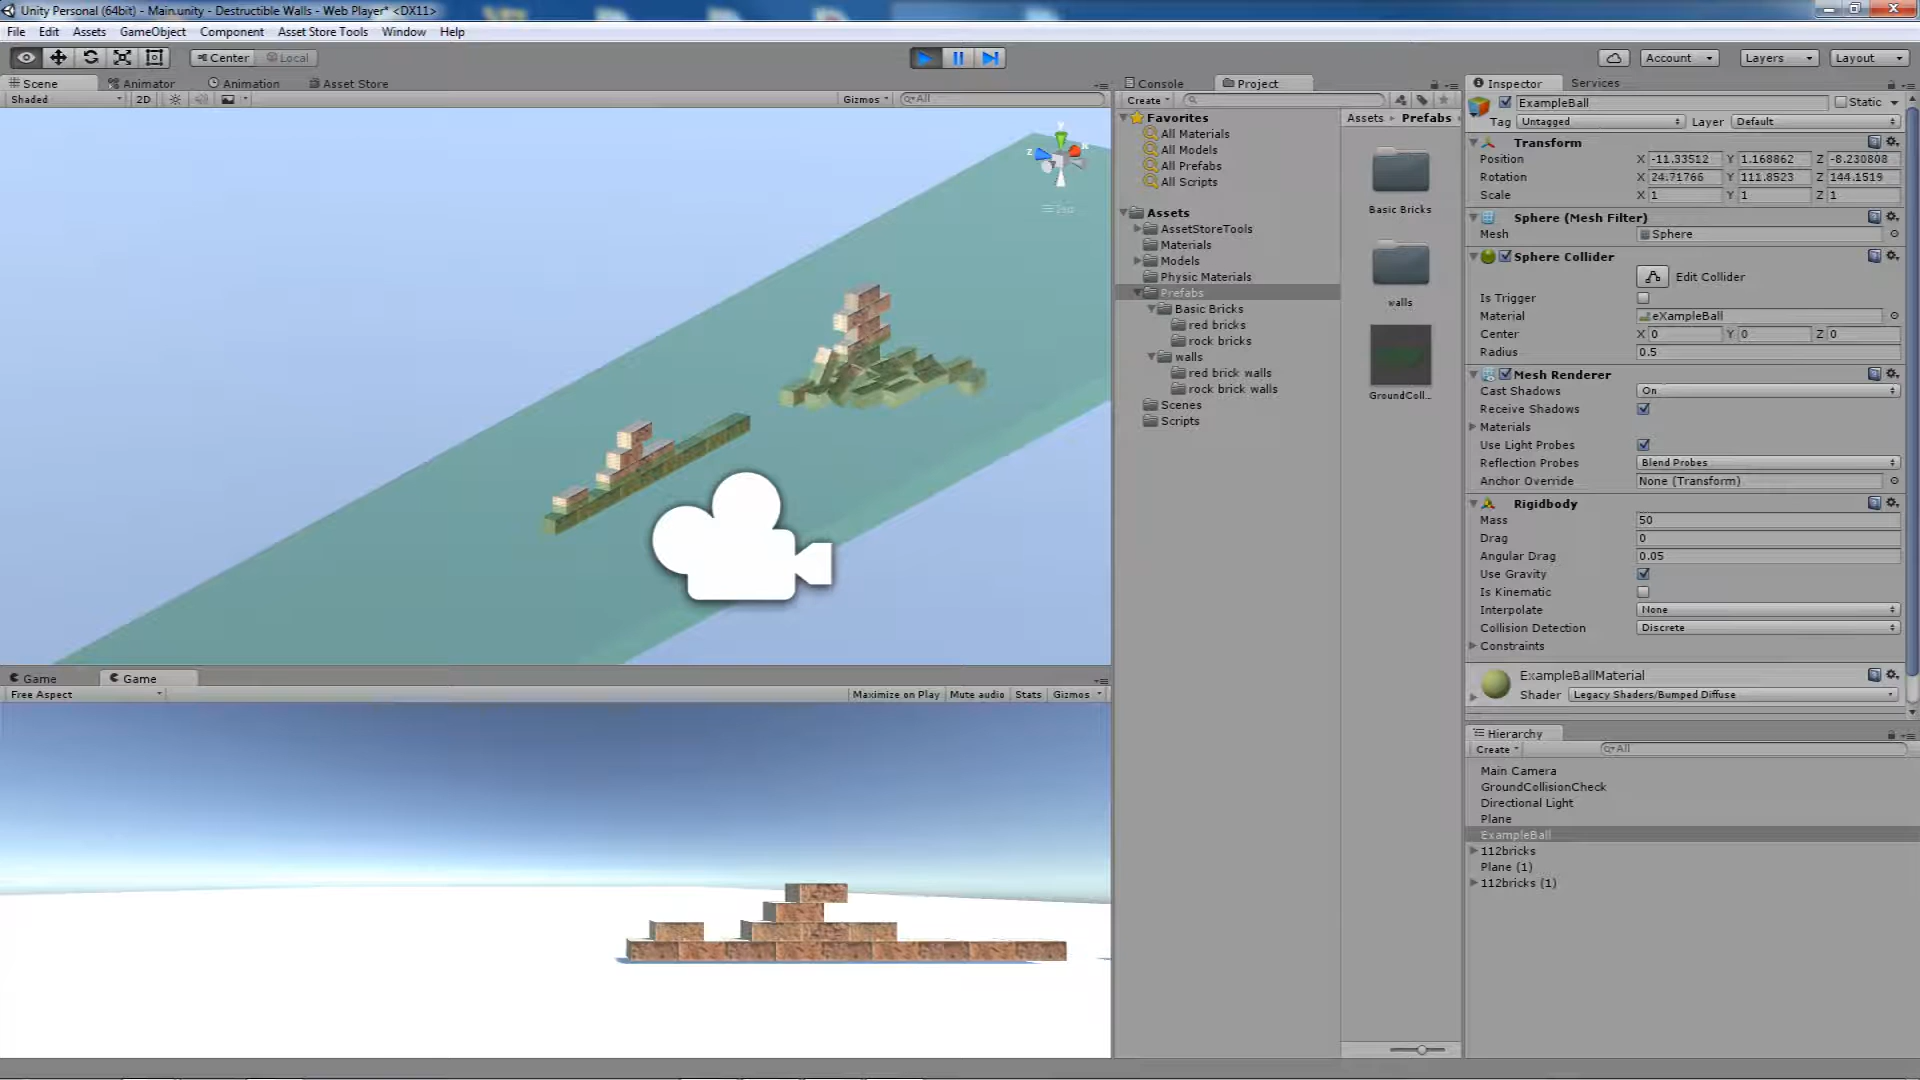 Unity Personal (64bit) - Main.unity - Destructible Walls - Web Player* <DX11>
File Edit Assets GameObject Component Asset Store Tools Window Help
Center Local
Account Layers Layout
Scene Animator Animation Asset Store
Shaded 2D Gizmos All
y
x
z
Iso
Game Game
Free Aspect Maximize on Play Mute audio Stats Gizmos
Console Project
Create
Favorites
All Materials
All Models
All Prefabs
All Scripts
Assets
AssetStoreTools
Materials
Models
Physic Materials
Prefabs
Basic Bricks
red bricks
rock bricks
walls
red brick walls
rock brick walls
Scenes
Scripts
Assets Prefabs
Basic Bricks
walls
GroundColl...
Inspector Services
ExampleBall Static
Tag Untagged Layer Default
Transform
Position X -11.33512 Y 1.168862 Z -8.230808
Rotation X 24.71766 Y 111.8523 Z 144.1519
Scale X 1 Y 1 Z 1
Sphere (Mesh Filter)
Mesh Sphere
Sphere Collider
Edit Collider
Is Trigger
Material eXampleBall
Center X 0 Y 0 Z 0
Radius 0.5
Mesh Renderer
Cast Shadows On
Receive Shadows
Materials
Use Light Probes
Reflection Probes Blend Probes
Anchor Override None (Transform)
Rigidbody
Mass 50
Drag 0
Angular Drag 0.05
Use Gravity
Is Kinematic
Interpolate None
Collision Detection Discrete
Constraints
ExampleBallMaterial
Shader Legacy Shaders/Bumped Diffuse
Hierarchy
Create All
Main Camera
GroundCollisionCheck
Directional Light
Plane
ExampleBall
112bricks
Plane (1)
112bricks (1)